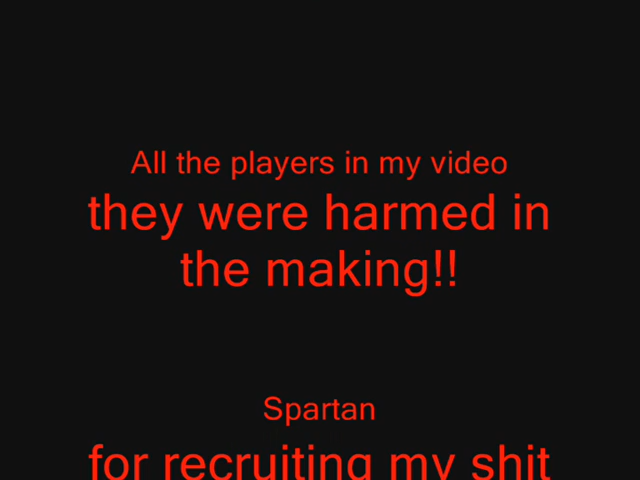 All the players in my video
they were harmed in
the making!!
Spartan
for recruiting my shit